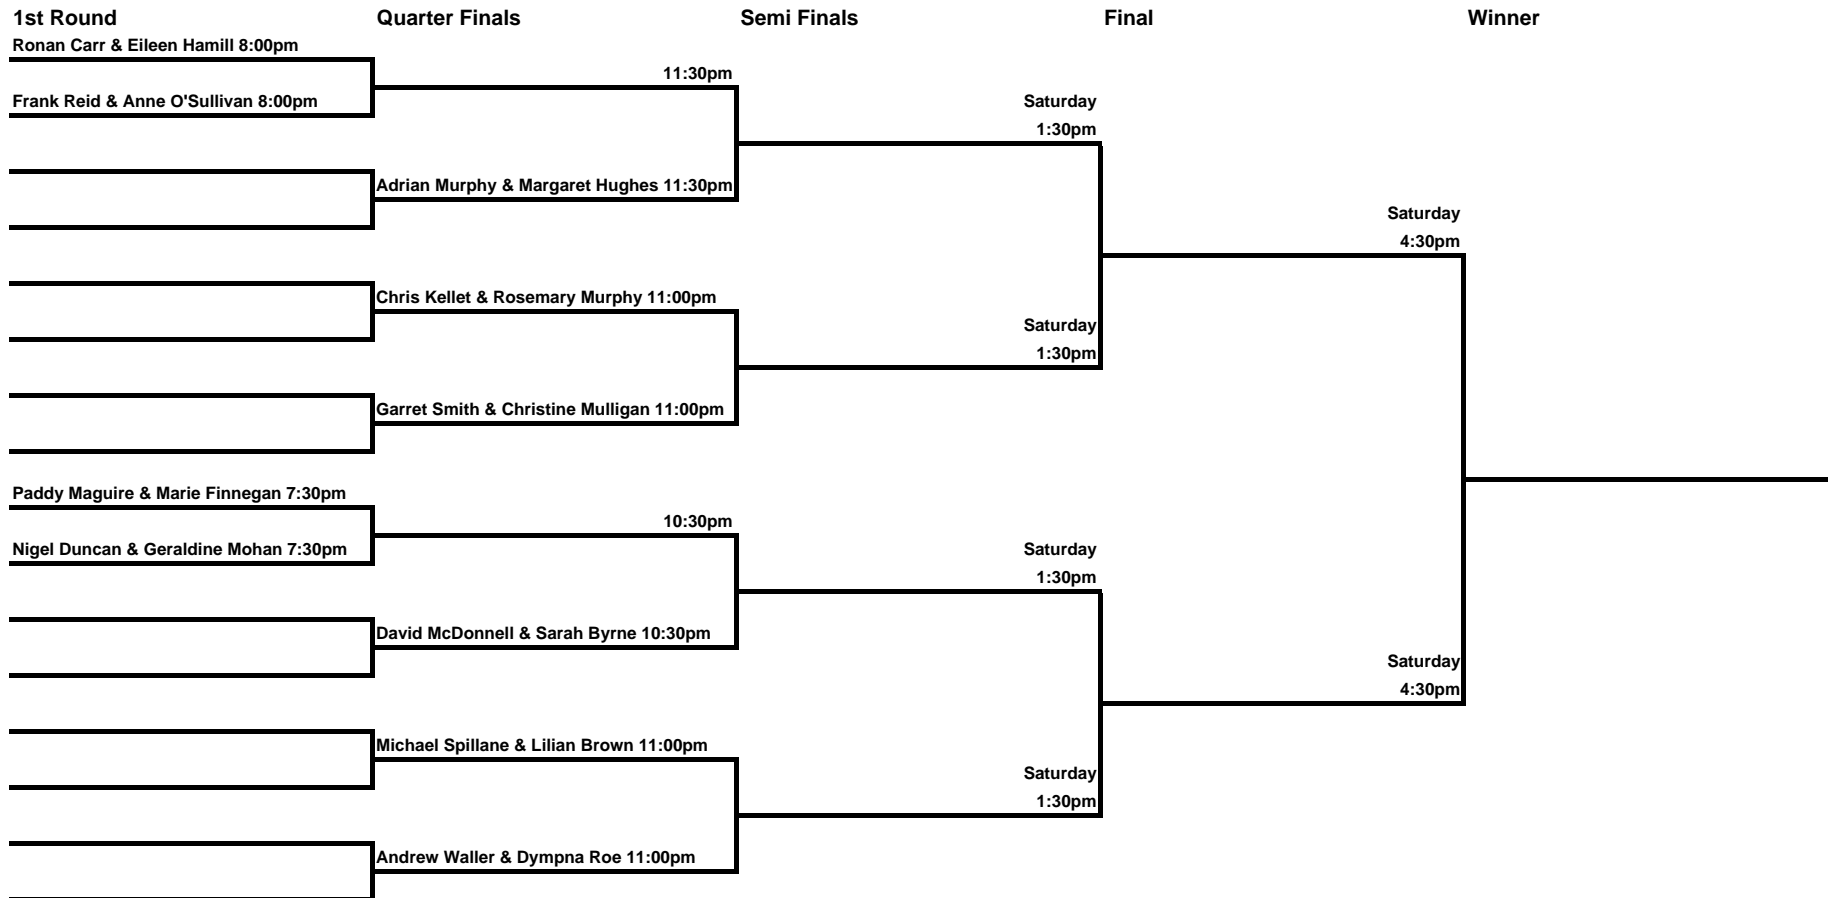 1st Round
Quarter Finals
Semi Finals
Final
Winner
Ronan Carr & Eileen Hamill 8:00pm
11:30pm
Frank Reid & Anne O'Sullivan 8:00pm
Saturday
1:30pm
Adrian Murphy & Margaret Hughes 11:30pm
Saturday
4:30pm
Chris Kellet & Rosemary Murphy 11:00pm
Saturday
1:30pm
Garret Smith & Christine Mulligan 11:00pm
Paddy Maguire & Marie Finnegan 7:30pm
10:30pm
Nigel Duncan & Geraldine Mohan 7:30pm
Saturday
1:30pm
David McDonnell & Sarah Byrne 10:30pm
Saturday
4:30pm
Michael Spillane & Lilian Brown 11:00pm
Saturday
1:30pm
Andrew Waller & Dympna Roe 11:00pm